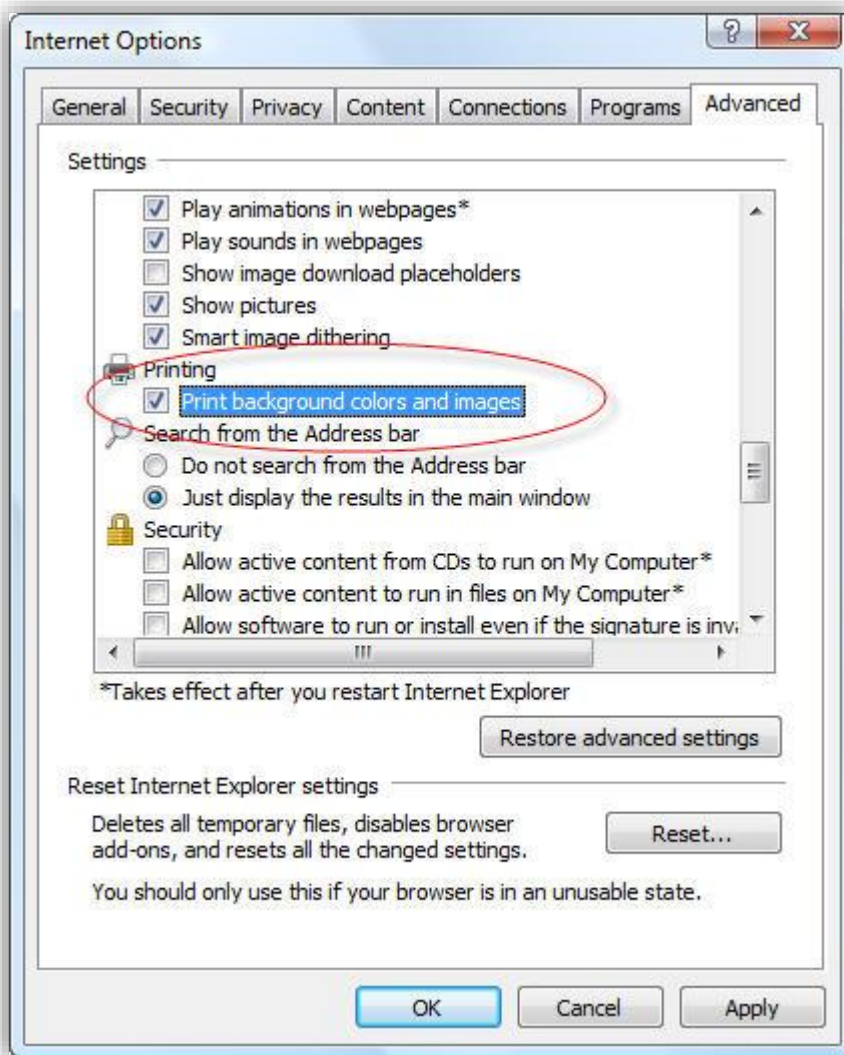 Internet Options
General Security Privacy Content Connections Programs Advanced
Settings
Play animations in webpages*
Play sounds in webpages
Show image download placeholders
Show pictures
Smart image dithering
Printing
Print background colors and images
Search from the Address bar
Do not search from the Address bar
Just display the results in the main window
Security
Allow active content from CDs to run on My Computer*
Allow active content to run in files on My Computer*
Allow software to run or install even if the signature is
*Takes effect after you restart Internet Explorer
Restore advanced settings
Reset Internet Explorer settings
Deletes all temporary files, disables browser
add-ons, and resets all the changed settings.
Reset...
You should only use this if your browser is in an unusable state.
OK Cancel Apply